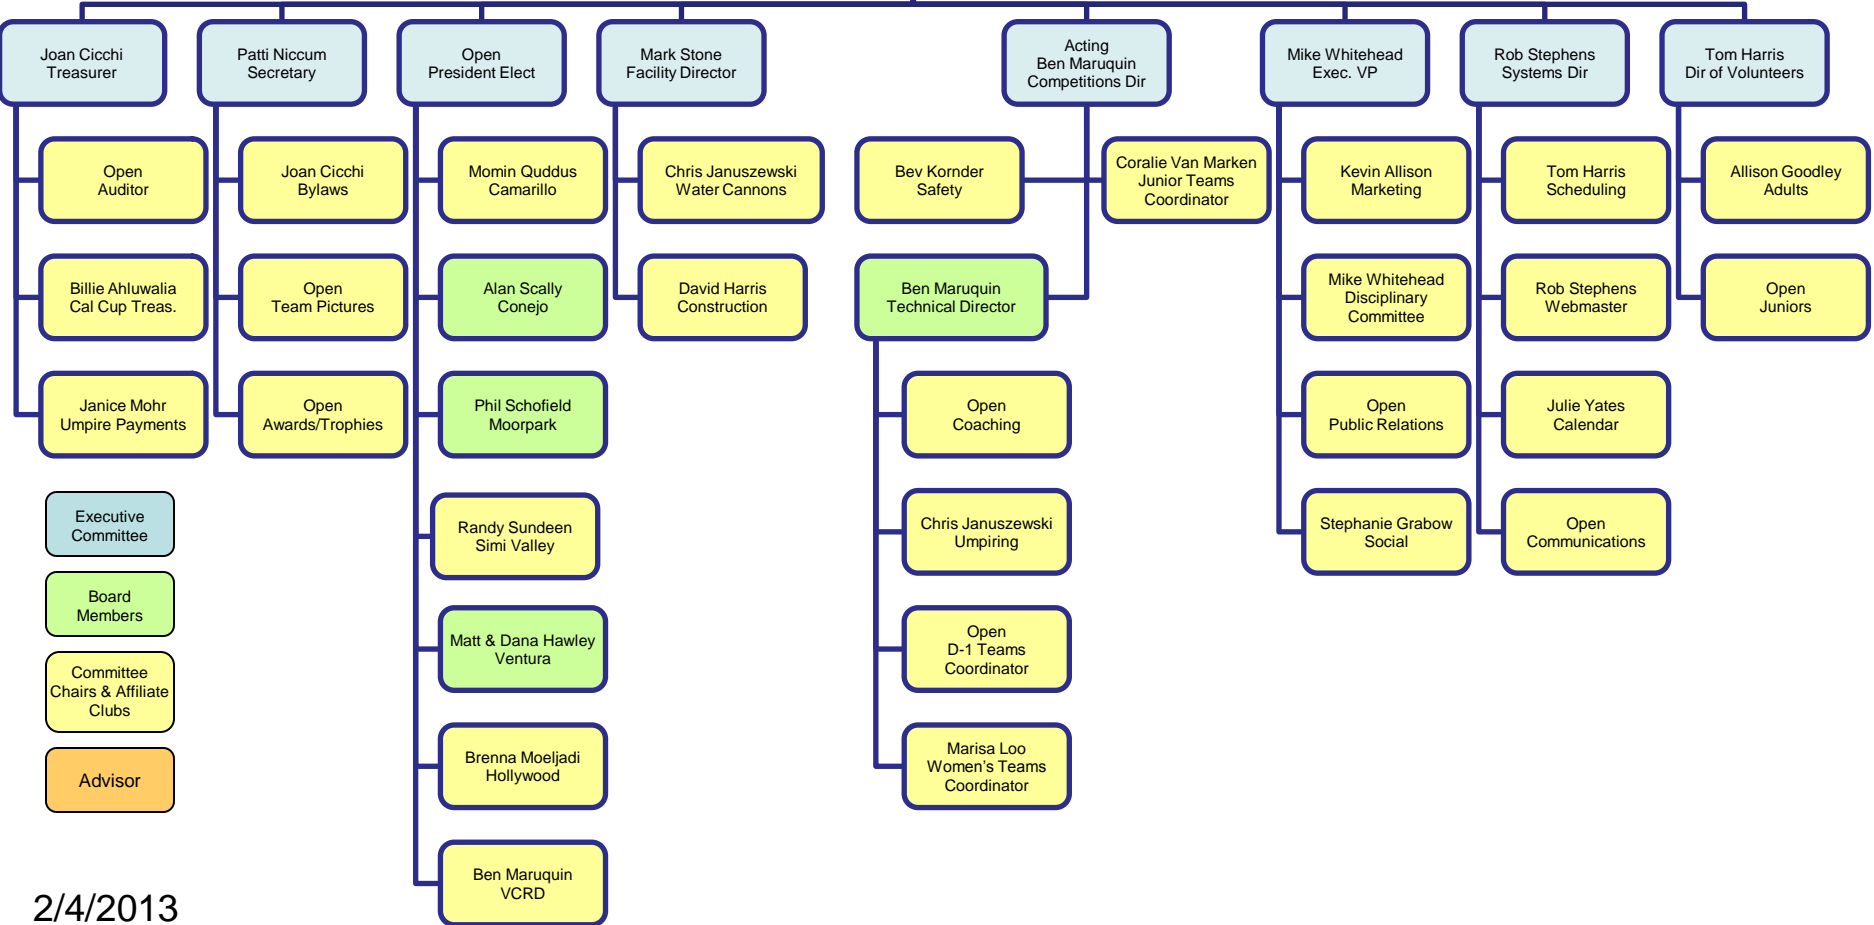 Joan Cicchi
Treasurer
Patti Niccum
Secretary
Open
President Elect
Mark Stone
Facility Director
Acting
Ben Maruquin
Competitions Dir
Mike Whitehead
Exec. VP
Rob Stephens
Systems Dir
Tom Harris
Dir of Volunteers
Open
Auditor
Joan Cicchi
Bylaws
Momin Quddus
Camarillo
Chris Januszewski
Water Cannons
Bev Kornder
Safety
Coralie Van Marken
Junior Teams
Coordinator
Kevin Allison
Marketing
Tom Harris
Scheduling
Allison Goodley
Adults
Billie Ahluwalia
Cal Cup Treas.
Open
Team Pictures
Alan Scally
Conejo
David Harris
Construction
Ben Maruquin
Technical Director
Mike Whitehead
Disciplinary
Committee
Rob Stephens
Webmaster
Open
Juniors
Janice Mohr
Umpire Payments
Open
Awards/Trophies
Phil Schofield
Moorpark
Open
Coaching
Open
Public Relations
Julie Yates
Calendar
Executive
Committee
Randy Sundeen
Simi Valley
Chris Januszewski
Umpiring
Stephanie Grabow
Social
Open
Communications
Board
Members
Matt & Dana Hawley
Ventura
Open
D-1 Teams
Coordinator
Committee
Chairs & Affiliate
Clubs
Brenna Moeljadi
Hollywood
Marisa Loo
Women's Teams
Coordinator
Advisor
Ben Maruquin
VCRD
2/4/2013